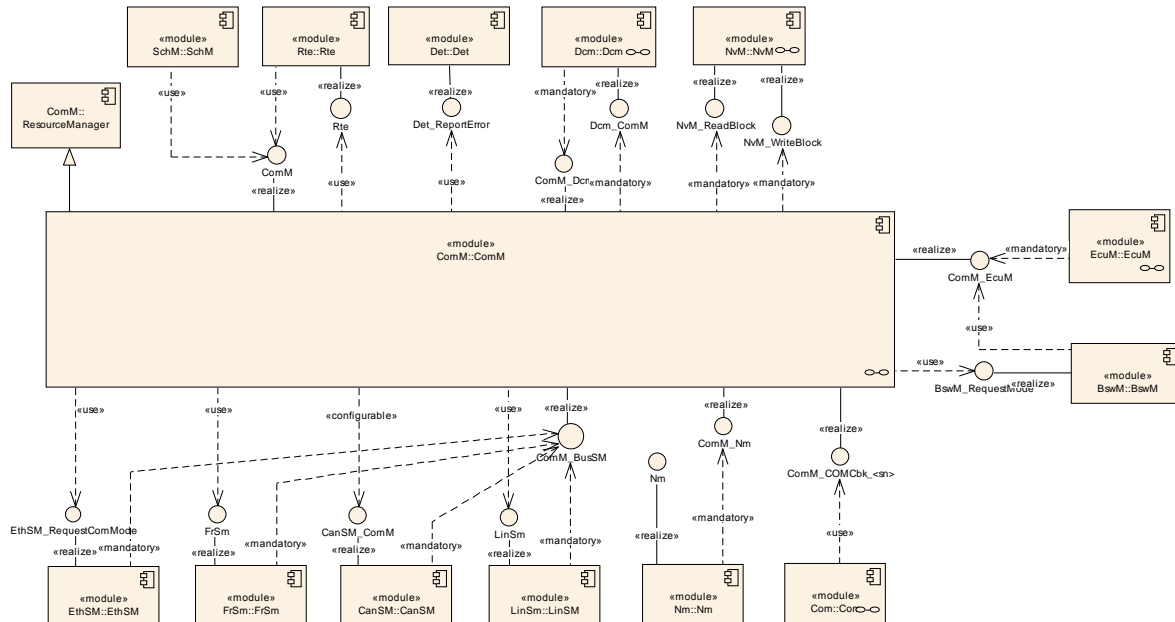 «module»
SchM::SchM
«module»
Rte::Rte
«module»
Det::Det
«module»
Dcm::Dcm
«module»
NvM::NvM
ComM::
ResourceManager
«use»
«use»
«realize»
«realize»
«mandatory»
«realize»
«realize»
«realize»
Rte
Det_ReportError
Dcm_ComM
NvM_ReadBlock
NvM_WriteBlock
ComM
ComM_Dcm
«realize»
«use»
«use»
«realize»
«mandatory»
«mandatory»
«mandatory»
«module»
ComM::ComM
«realize»
ComM_EcuM
«mandatory»
«module»
EcuM::EcuM
«use»
«use»
BswM_RequestMode
«realize»
«module»
BswM::BswM
«use»
«use»
«configurable»
«use»
«realize»
«realize»
«realize»
ComM_BusSM
ComM_Nm
Nm
ComM_COMCbk_<sn>
EthSM_RequestComMode
FrSm
CanSM_ComM
LinSm
«realize»
«mandatory»
«realize»
«mandatory»
«realize»
«mandatory»
«realize»
«mandatory»
«realize»
«mandatory»
«use»
«module»
EthSM::EthSM
«module»
FrSm::FrSm
«module»
CanSM::CanSM
«module»
LinSm::LinSM
«module»
Nm::Nm
«module»
Com::Com